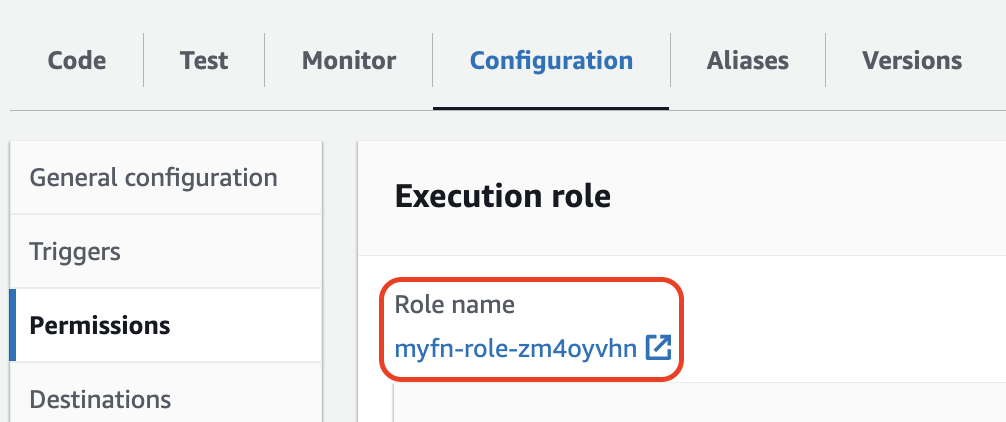 Code Test Monitor Configuration Aliases Versions
General configuration
Triggers
Permissions
Destinations
Execution role
Role name
myfn-role-zm4oyvhn